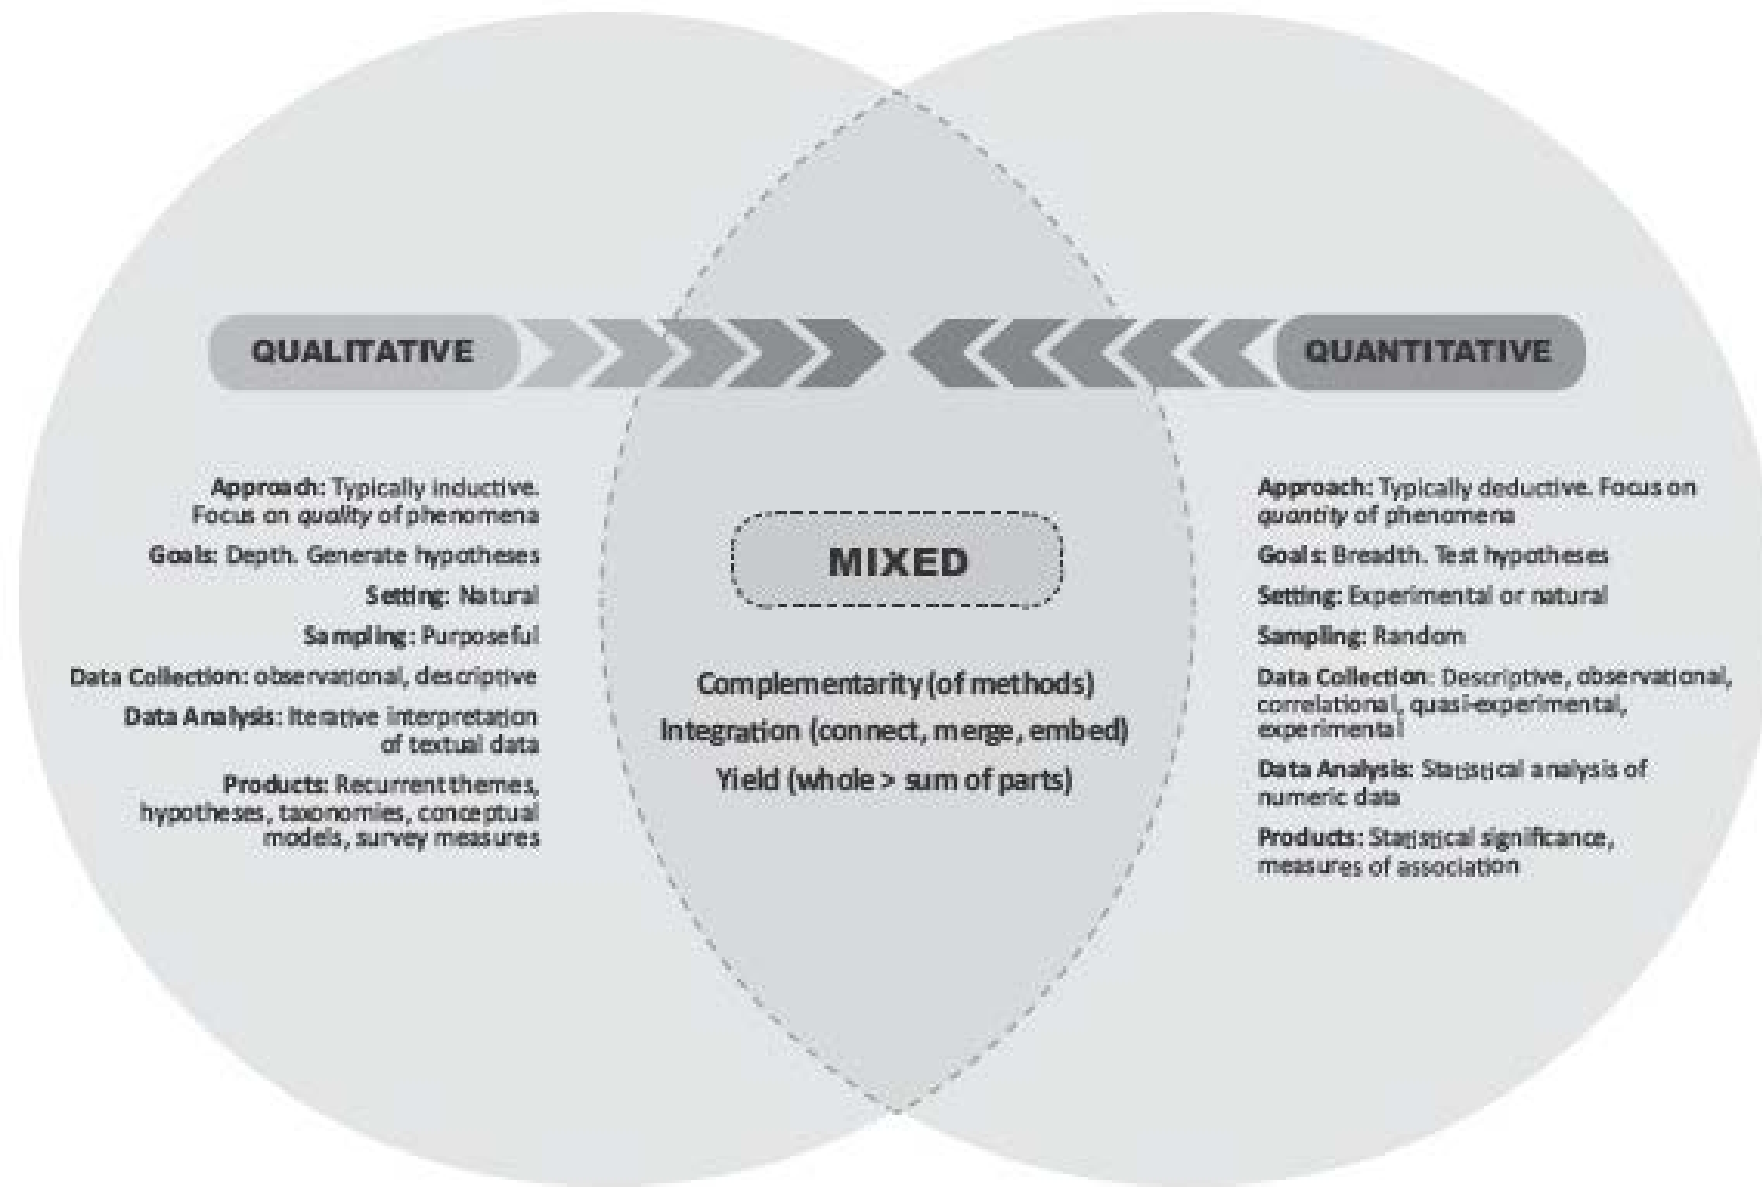 QUALITATIVE
Approach: Typically inductive.
Focus on quality of phenomena
Goals: Depth. Generate hypotheses
Setting: Natural
Sampling: Purposeful
Data Collection: observational, descriptive
Data Analysis: Iterative interpretation
of textual data
Products: Recurrent themes,
hypotheses, taxonomies, conceptual
models, survey measures
MIXED
Complementarity (of methods)
Integration (connect, merge, embed)
Yield (whole > sum of parts)
QUANTITATIVE
Approach: Typically deductive. Focus on
quantity of phenomena
Goals: Breadth. Test hypotheses
Setting: Experimental or natural
Sampling: Random
Data Collection: Descriptive, observational,
correlational, quasi-experimental,
experimental
Data Analysis: Statistical analysis of
numeric data
Products: Statistical significance,
measures of association